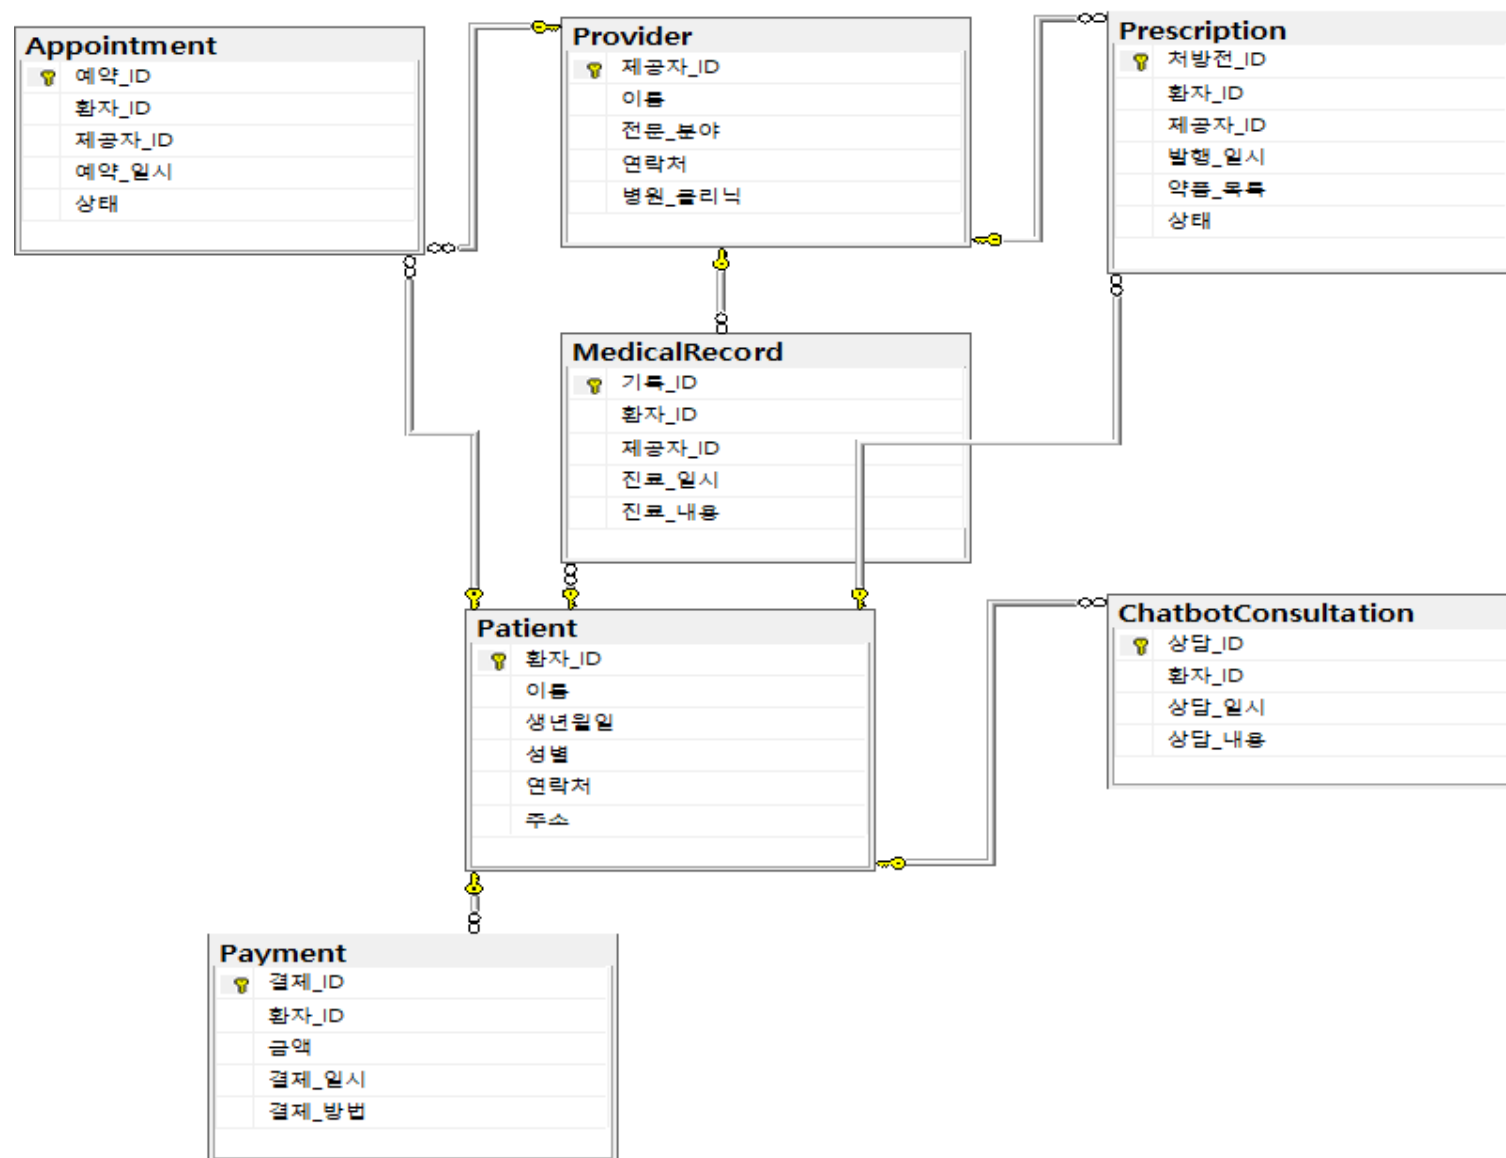 Appointment
예약_ID
환자_ID
제공자_ID
예약_일시
상태
Provider
제공자_ID
이름
전문_분야
연락처
병원_클리닉
Prescription
처방전_ID
환자_ID
제공자_ID
발행_일시
약품_목록
상태
MedicalRecord
기록_ID
환자_ID
제공자_ID
진료_일시
진료_내용
Patient
환자_ID
이름
생년월일
성별
연락처
주소
ChatbotConsultation
상담_ID
환자_ID
상담_일시
상담_내용
Payment
결제_ID
환자_ID
금액
결제_일시
결제_방법